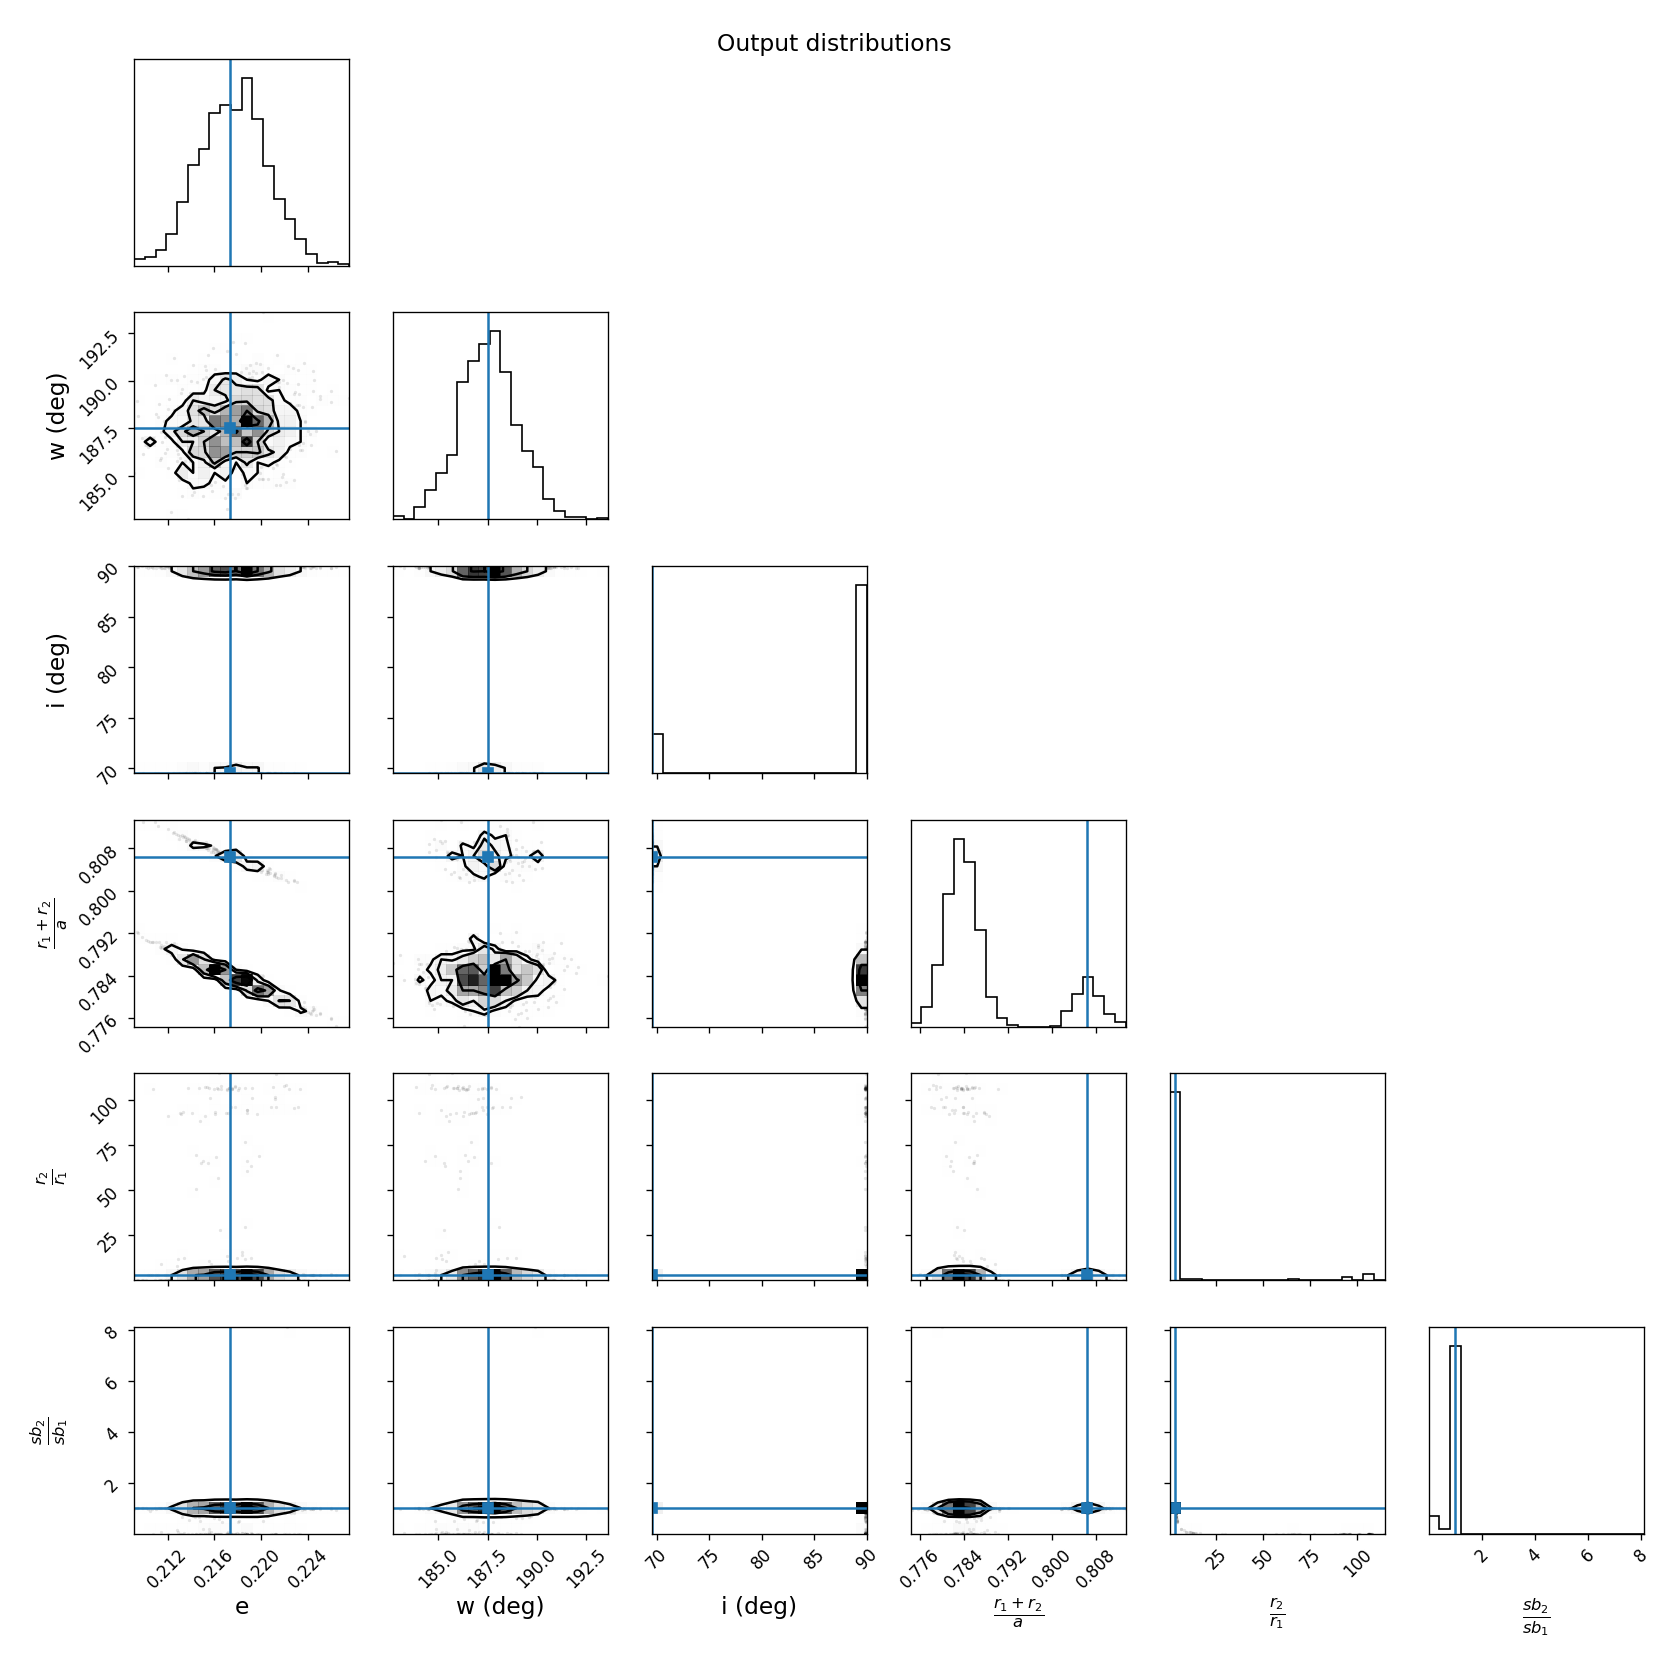 Output distributions
w (deg)
192.5
190.0
187.5
185.0
i (deg)
90
85
80
75
70
r₁ + r₂
a
0.808
0.800
0.792
0.784
0.776
r₂
r₁
100
75
50
25
sb₂
sb₁
8
6
4
2
0.212 0.216 0.220 0.224 185.0 187.5 190.0 192.5 70 75 80 85 90 0.776 0.784 0.792 0.800 0.808 25 50 75 100 2 4 6 8
e w (deg) i (deg) r₁ + r₂ r₂ sb₂
a r₁ sb₁